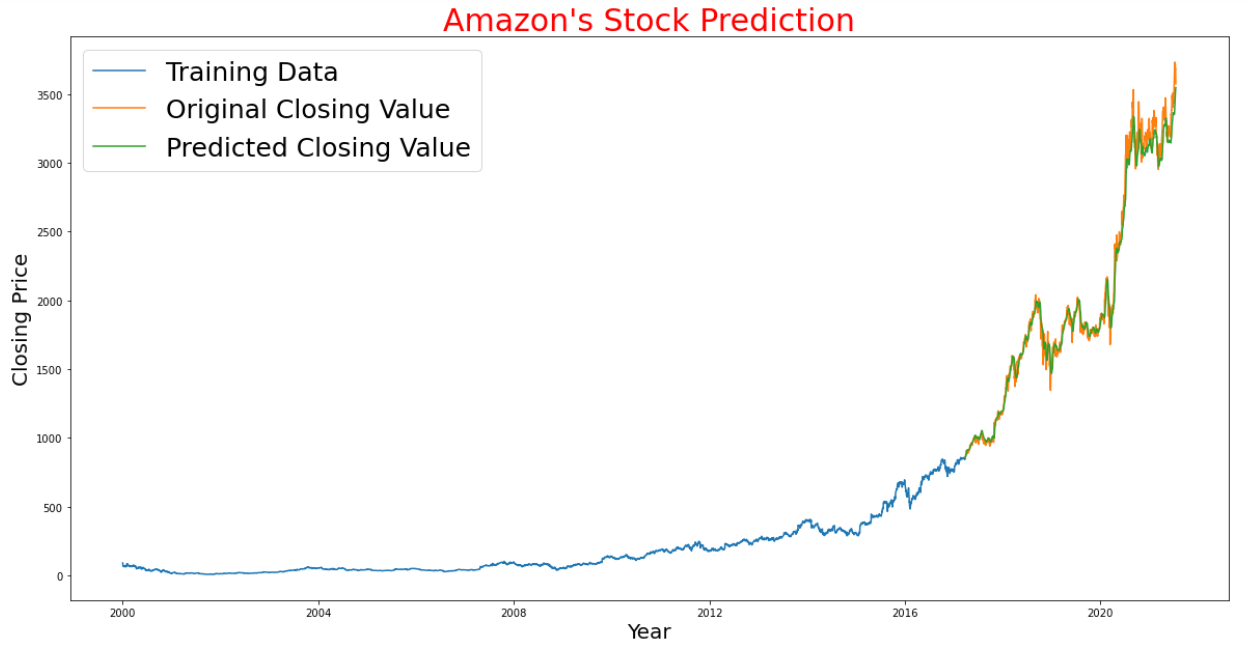 Amazon's Stock Prediction
Training Data
Original Closing Value
Predicted Closing Value
3500
3000
2500
2000
1500
1000
500
0
Closing Price
2000 2004 2008 2012 2016 2020
Year